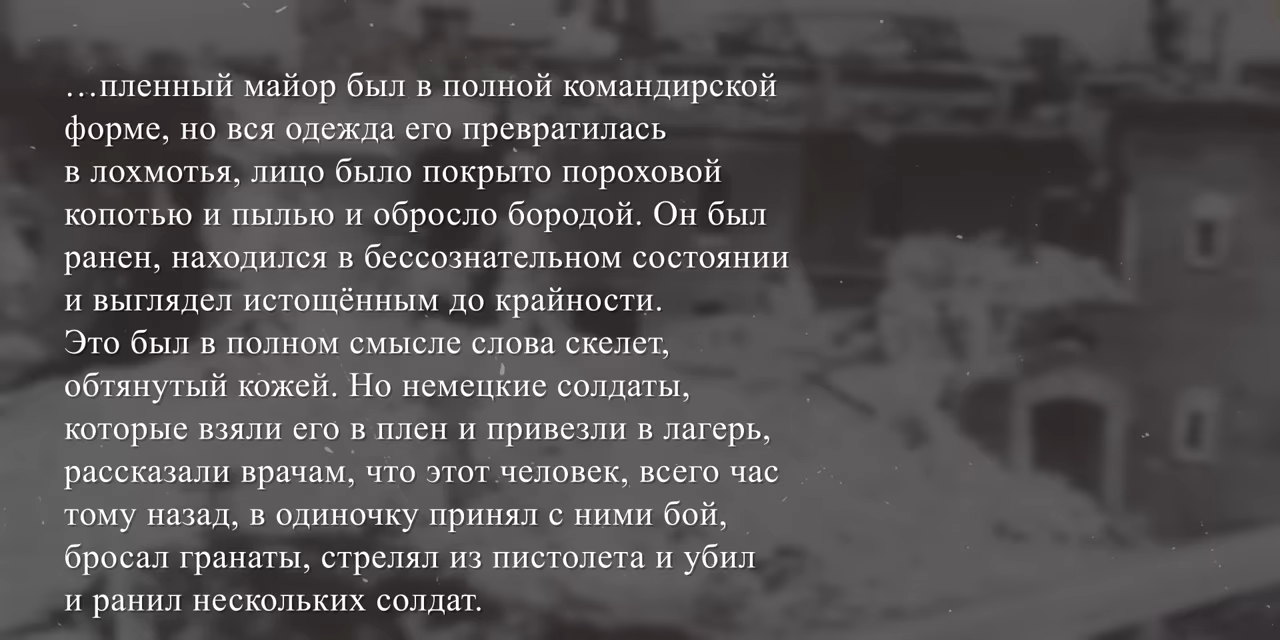 …пленный майор был в полной командирской
форме, но вся одежда его превратилась
в лохмотья, лицо было покрыто пороховой
копотью и пылью и обросло бородой. Он был
ранен, находился в бессознательном состоянии
и выглядел истощённым до крайности.
Это был в полном смысле слова скелет,
обтянутый кожей. Но немецкие солдаты,
которые взяли его в плен и привезли в лагерь,
рассказали врачам, что этот человек, всего час
тому назад, в одиночку принял с ними бой,
бросал гранаты, стрелял из пистолета и убил
и ранил нескольких солдат.